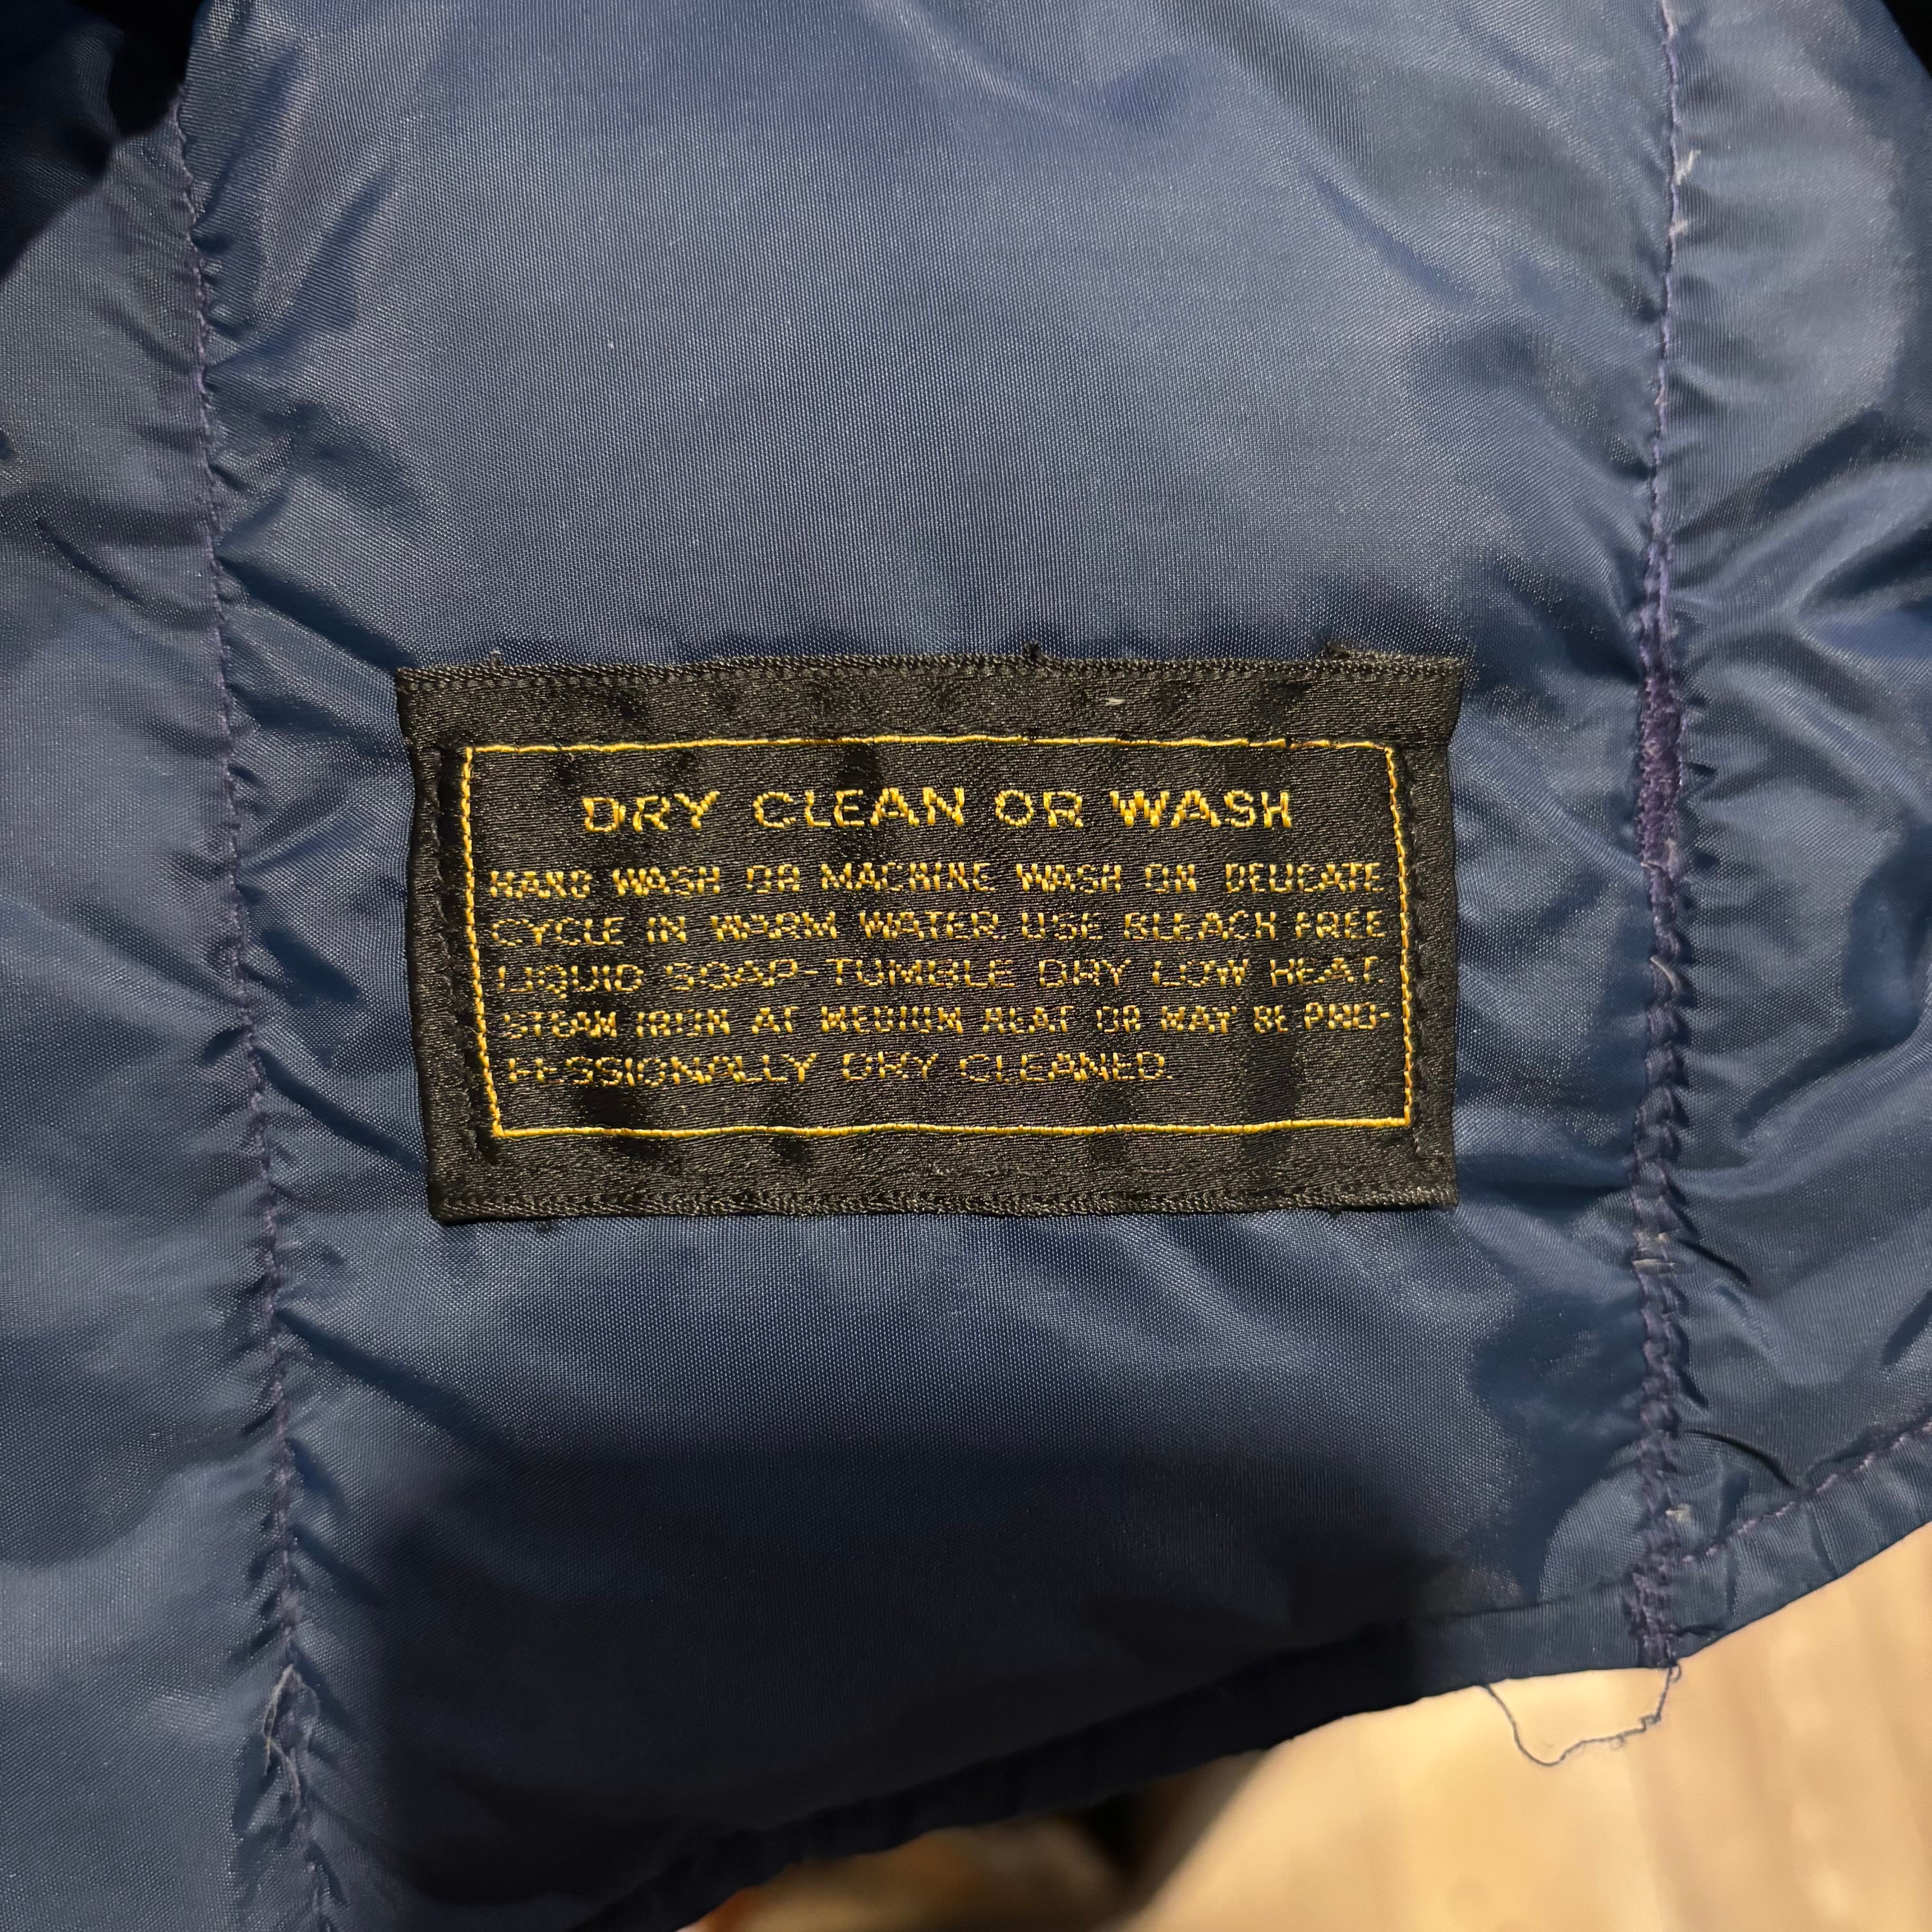 DRY CLEAN OR WASH
HAND WASH OR MACHINE WASH ON DELICATE
CYCLE IN WARM WATER. USE BLEACH FREE
LIQUID SOAP-TUMBLE DRY LOW HEAT.
STEAM IRON AT MEDIUM HEAT OR MAY BE PRO-
FESSIONALLY DRY CLEANED.